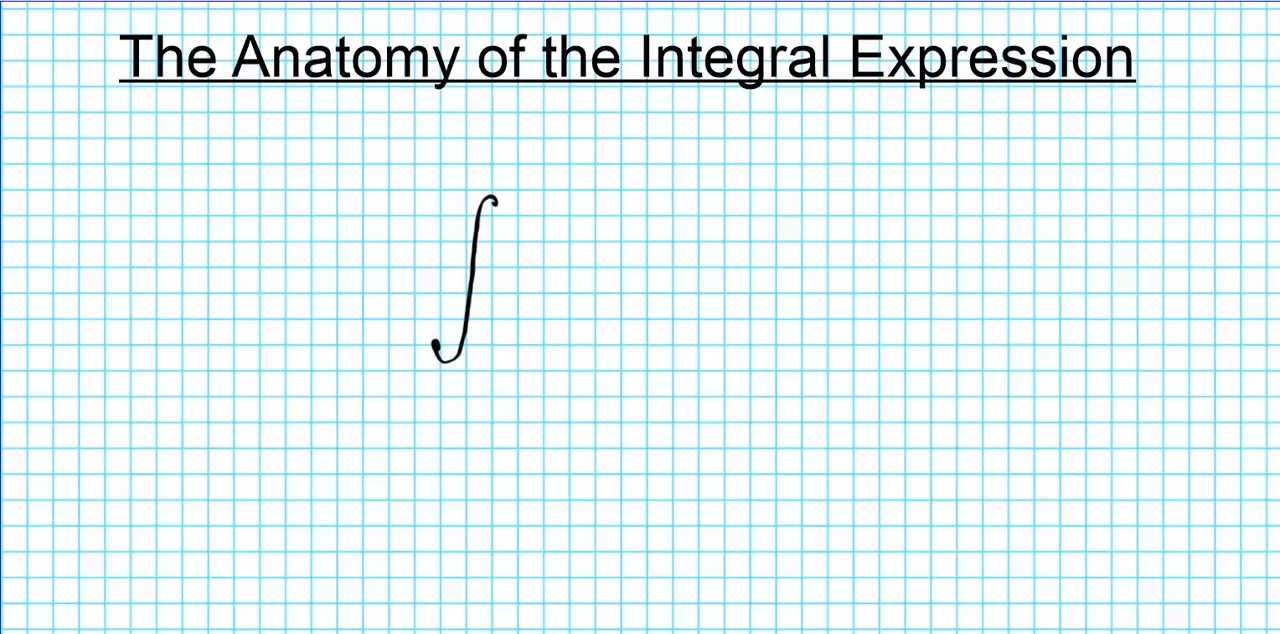 The Anatomy of the Integral Expression
∫